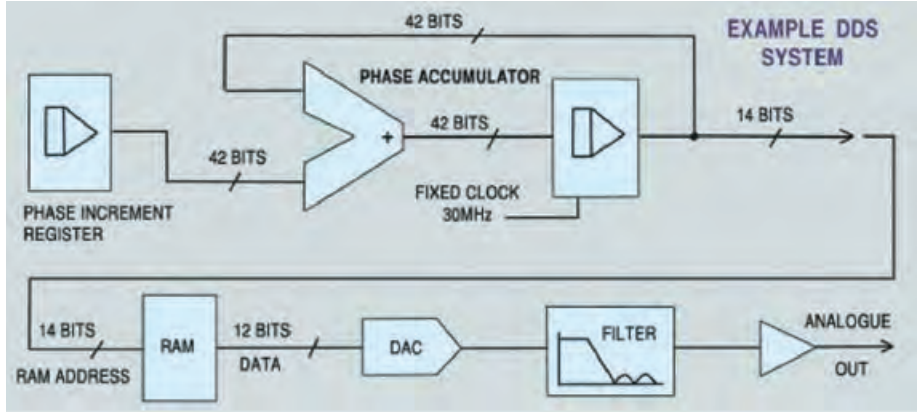 42 BITS
EXAMPLE DDS
SYSTEM
PHASE ACCUMULATOR
+
42 BITS
14 BITS
42 BITS
FIXED CLOCK
30MHz
PHASE INCREMENT
REGISTER
14 BITS
RAM ADDRESS
RAM
12 BITS
DATA
DAC
FILTER
ANALOGUE
OUT